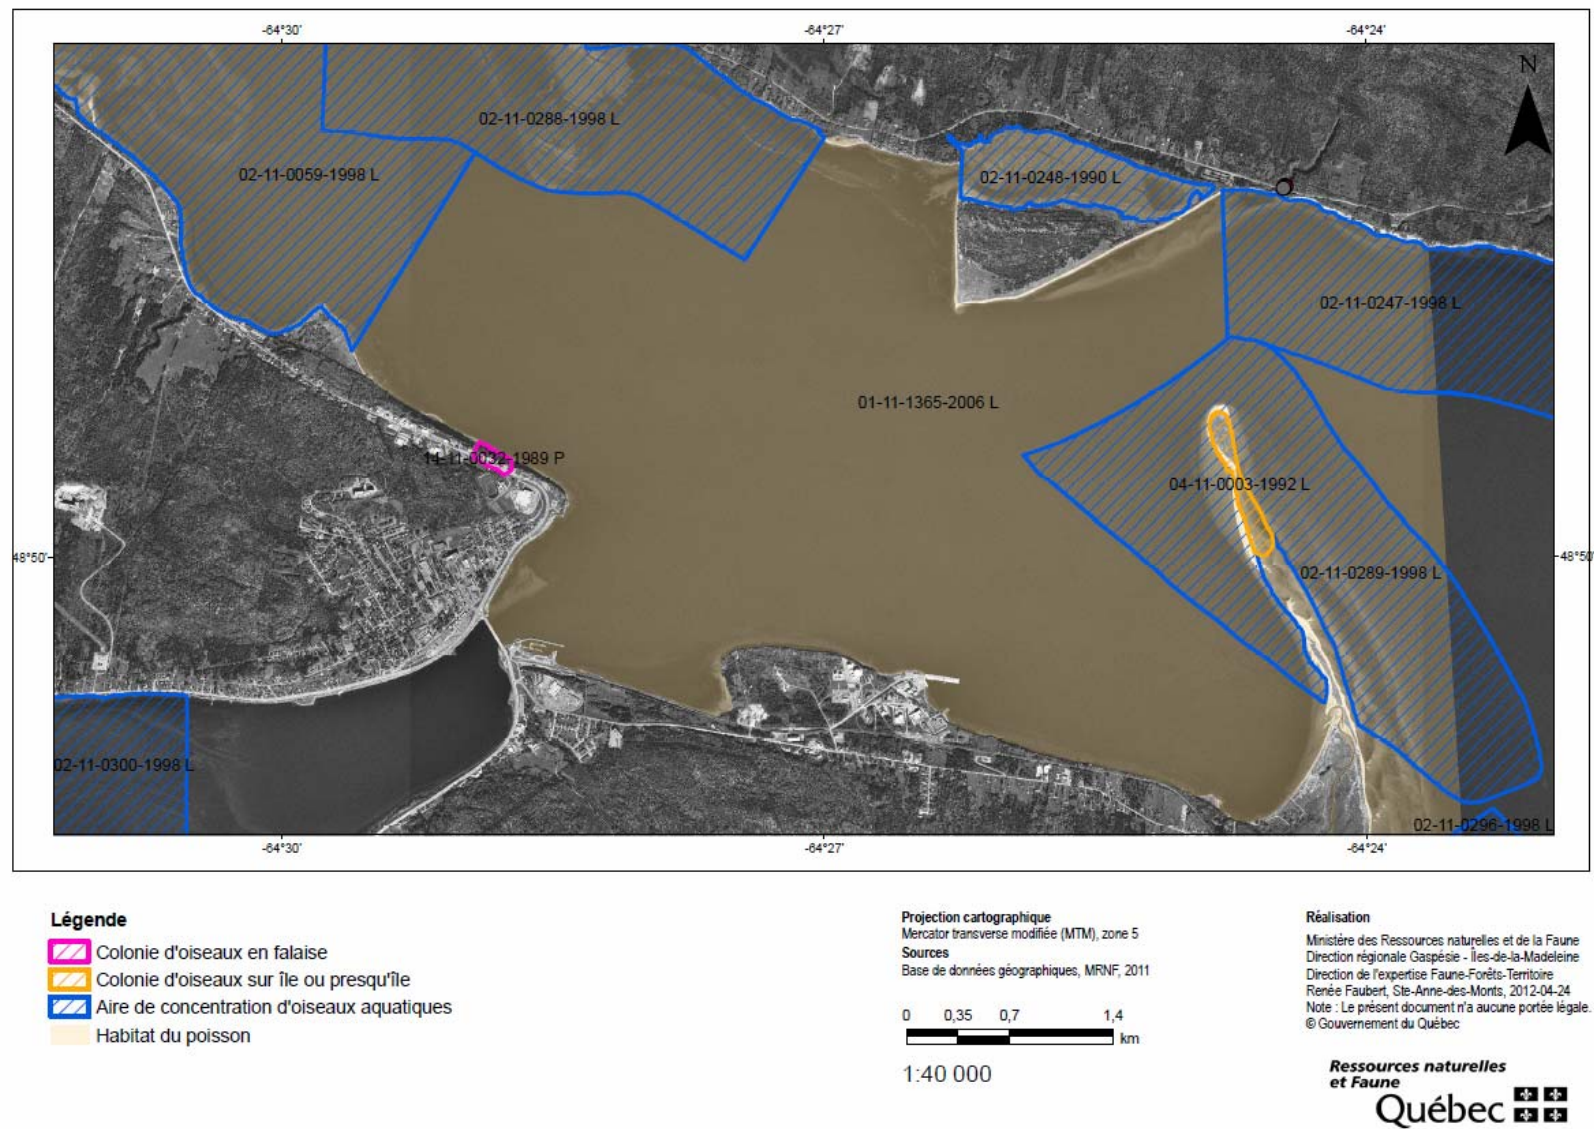 -64°30'
-64°27'
-64°24'
N
02-11-0288-1998 L
02-11-0059-1998 L
02-11-0248-1990 L
02-11-0247-1998 L
01-11-1365-2006 L
14-11-0032-1989 P
04-11-0003-1992 L
48°50'
48°50'
02-11-0289-1998 L
02-11-0300-1998 L
02-11-0296-1998 L
-64°30'
-64°27'
-64°24'
Légende
Colonie d'oiseaux en falaise
Colonie d'oiseaux sur île ou presqu'île
Aire de concentration d'oiseaux aquatiques
Habitat du poisson
Projection cartographique
Mercator transverse modifiée (MTM), zone 5
Sources
Base de données géographiques, MRNF, 2011
0 0,35 0,7 1,4
km
1:40 000
Réalisation
Ministère des Ressources naturelles et de la Faune
Direction régionale Gaspésie - Îles-de-la-Madeleine
Direction de l'expertise Faune-Forêts-Territoire
Renée Faubert, Ste-Anne-des-Monts, 2012-04-24
Note : Le présent document n'a aucune portée légale.
© Gouvernement du Québec
Ressources naturelles
et Faune
Québec